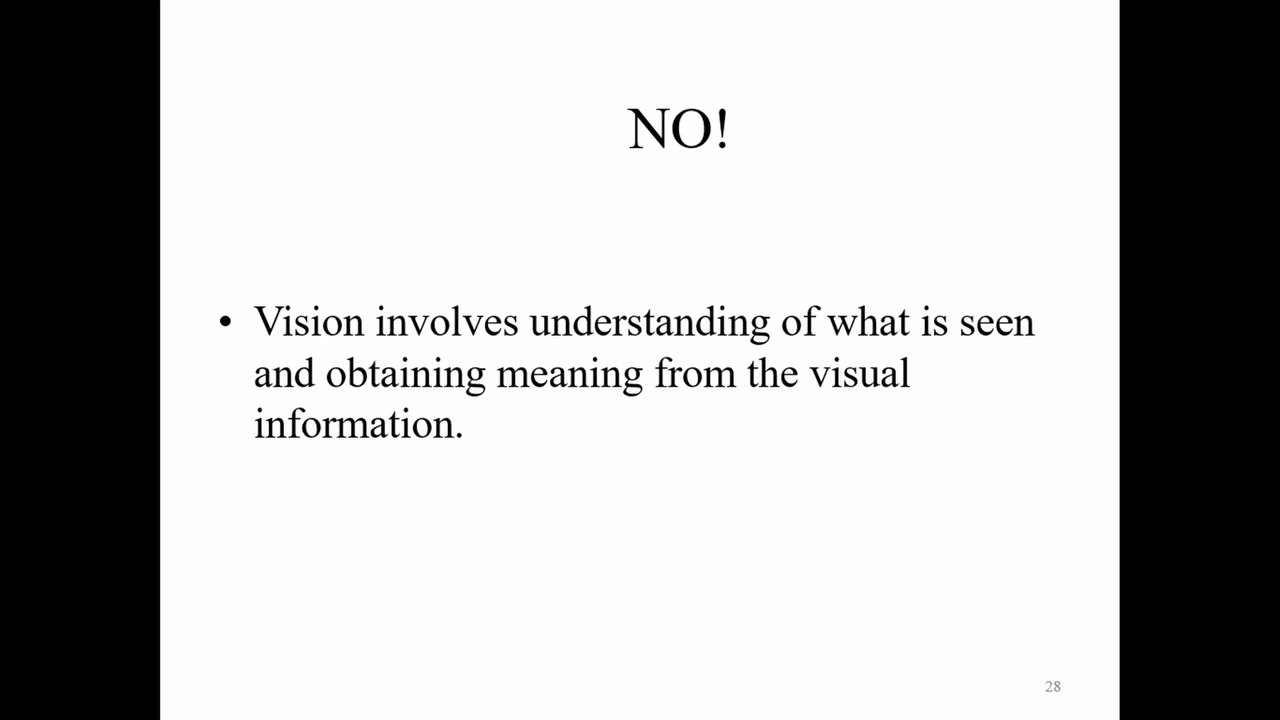 NO!
• Vision involves understanding of what is seen
and obtaining meaning from the visual
information.
28